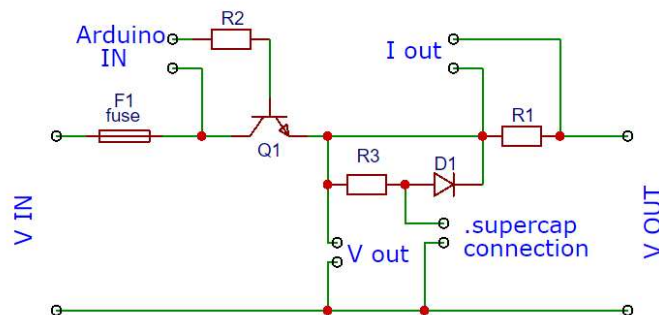 R2
Arduino
IN
I out
F1
fuse
R1
Q1
R3
D1
V IN
.supercap
connection
V out
V OUT